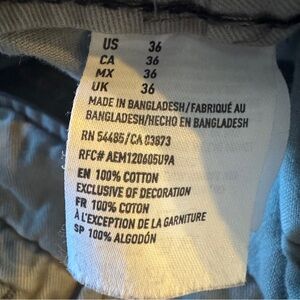 US 36
CA 36
MX 36
UK 36
MADE IN BANGLADESH/FABRIQUÉ AU
BANGLADESH/HECHO EN BANGLADESH
RN 54485/CA 03873
RFC# AEM120605U9A
EN 100% COTTON
EXCLUSIVE OF DECORATION
FR 100% COTON
À L'EXCEPTION DE LA GARNITURE
SP 100% ALGODÓN